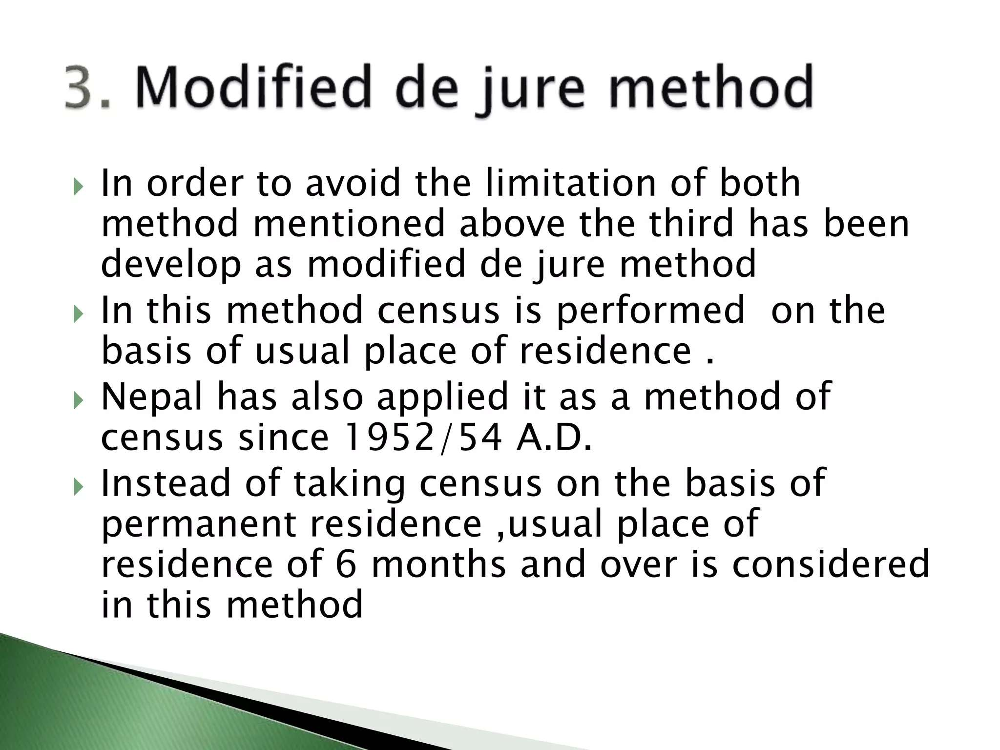 3. Modified de jure method
In order to avoid the limitation of both
method mentioned above the third has been
develop as modified de jure method
In this method census is performed  on the
basis of usual place of residence .
Nepal has also applied it as a method of
census since 1952/54 A.D.
Instead of taking census on the basis of
permanent residence ,usual place of
residence of 6 months and over is considered
in this method